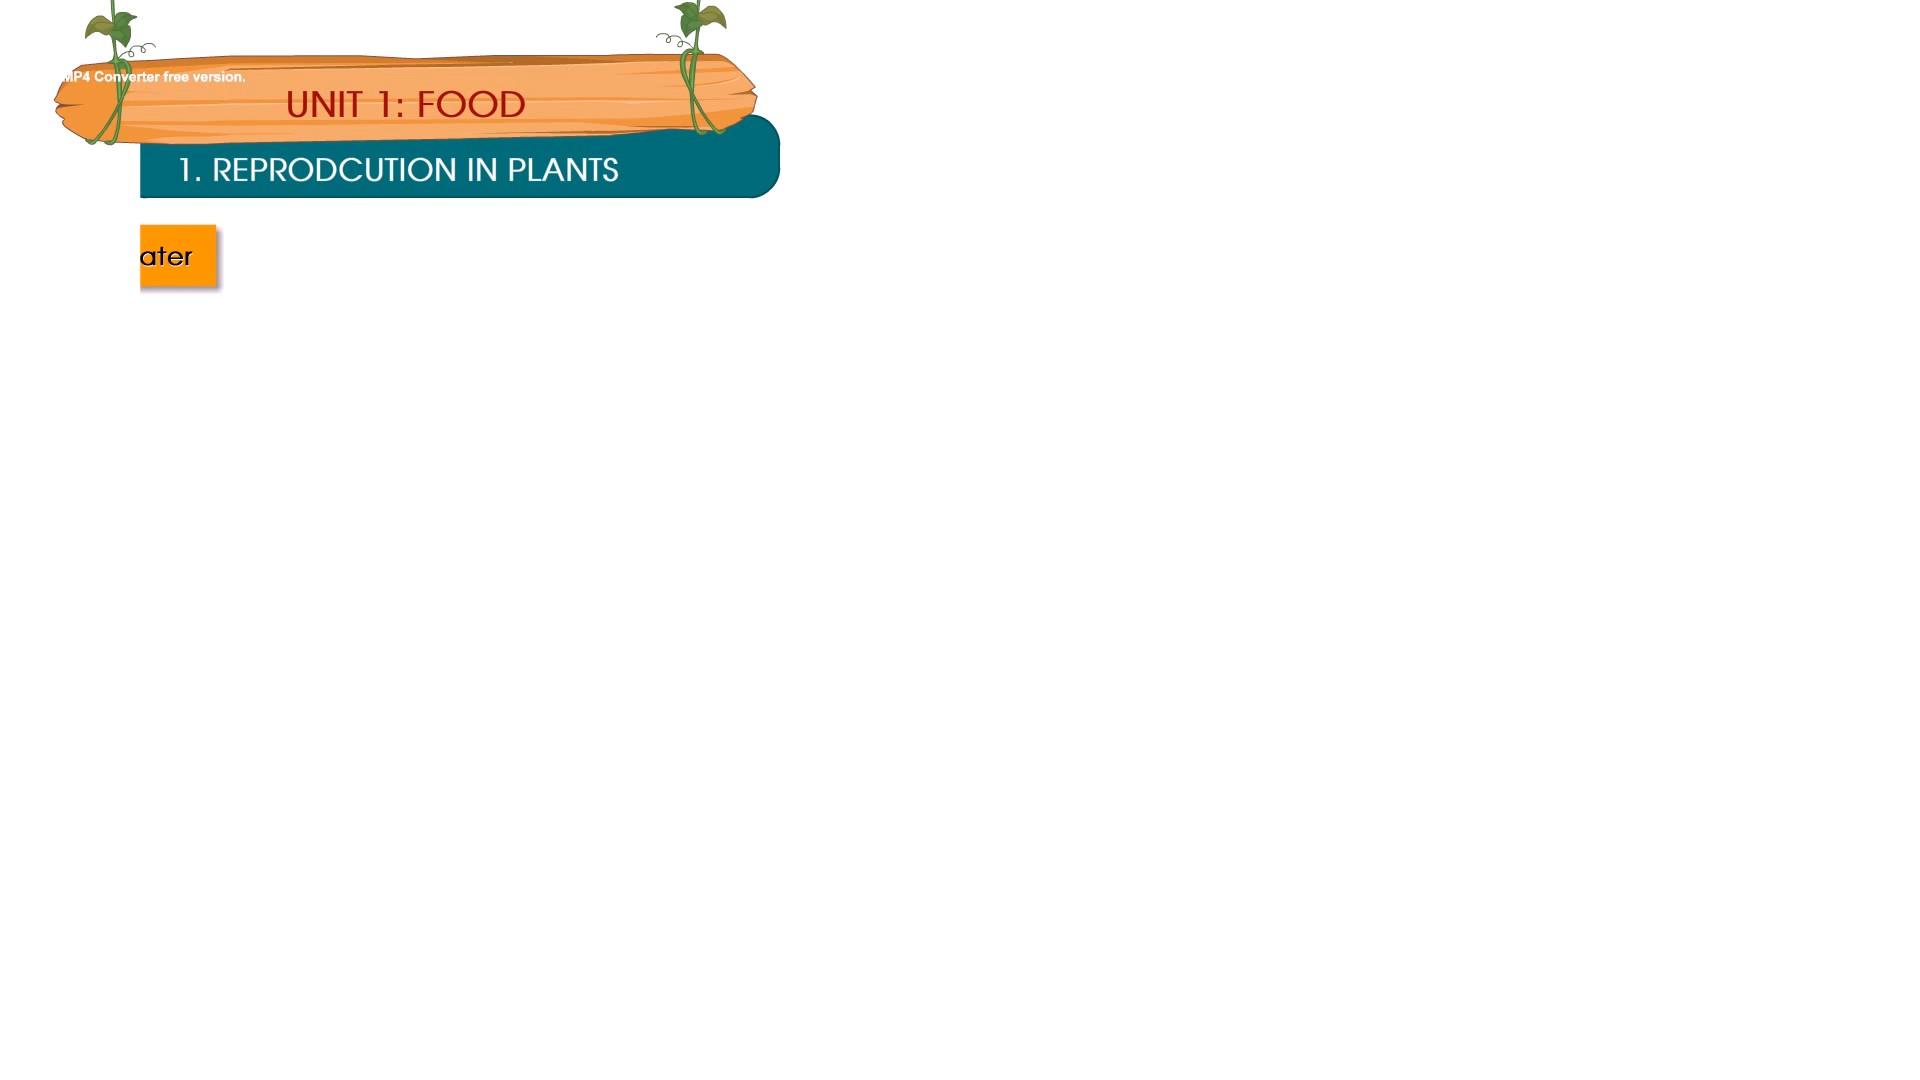 MP4 Converter free version.
UNIT 1: FOOD
1. REPRODCUTION IN PLANTS
ater